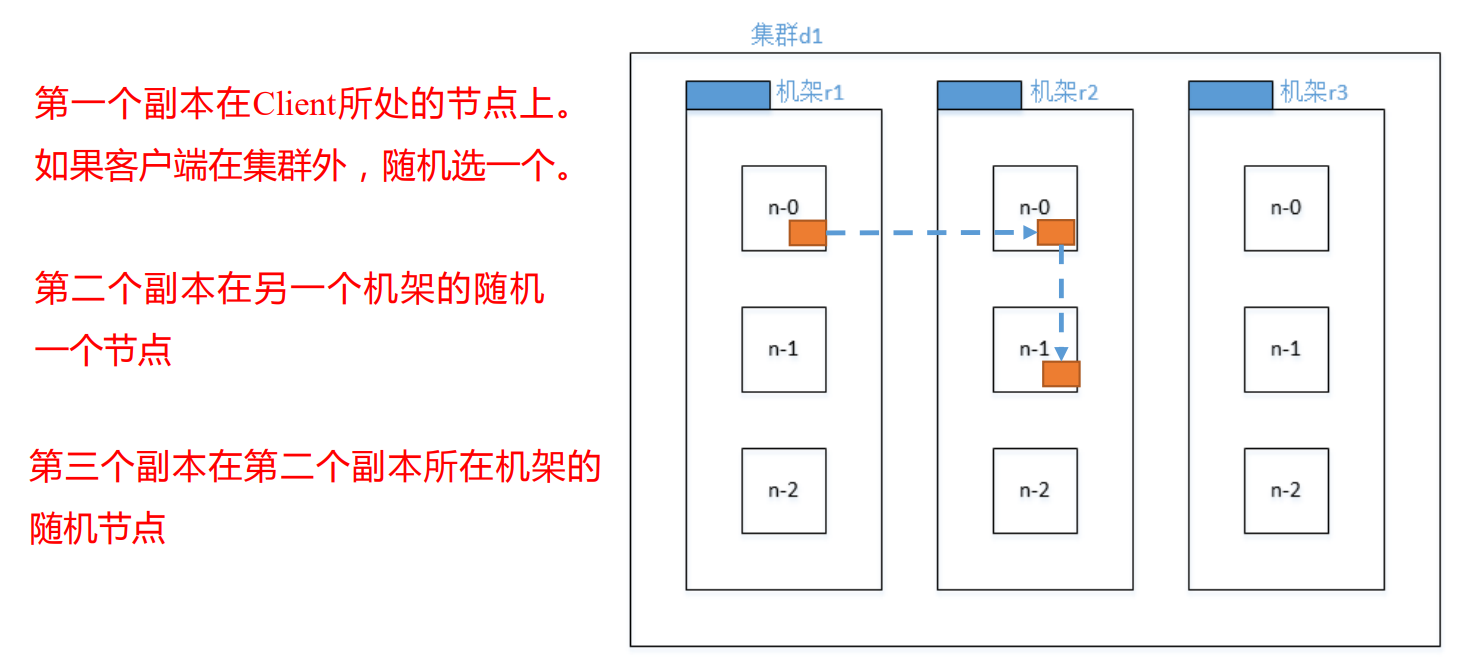 第一个副本在Client所处的节点上。
如果客户端在集群外，随机选一个。
第二个副本在另一个机架的随机
一个节点
第三个副本在第二个副本所在机架的
随机节点
集群d1
机架r1
机架r2
机架r3
n-0
n-0
n-0
n-1
n-1
n-1
n-2
n-2
n-2